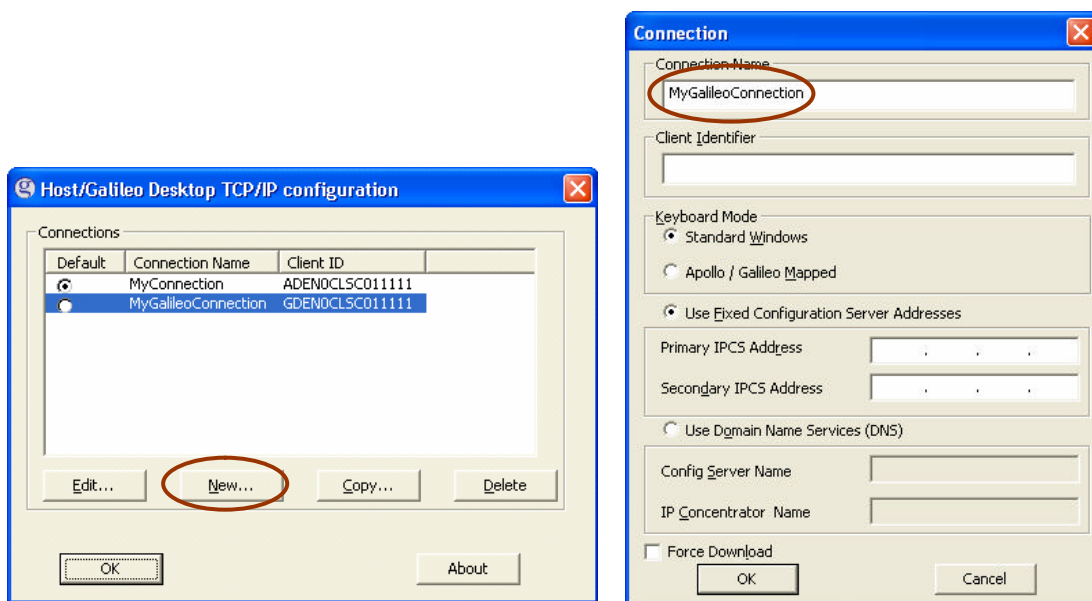 Host/Galileo Desktop TCP/IP configuration
Connections
Default Connection Name Client ID
MyConnection ADEN0CLSC011111
MyGalileoConnection GDEN0CLSC011111
Edit... New... Copy... Delete
OK About
Connection
Connection Name
MyGalileoConnection
Client Identifier
Keyboard Mode
Standard Windows
Apollo / Galileo Mapped
Use Fixed Configuration Server Addresses
Primary IPCS Address . . .
Secondary IPCS Address . . .
Use Domain Name Services (DNS)
Config Server Name
IP Concentrator Name
Force Download
OK Cancel